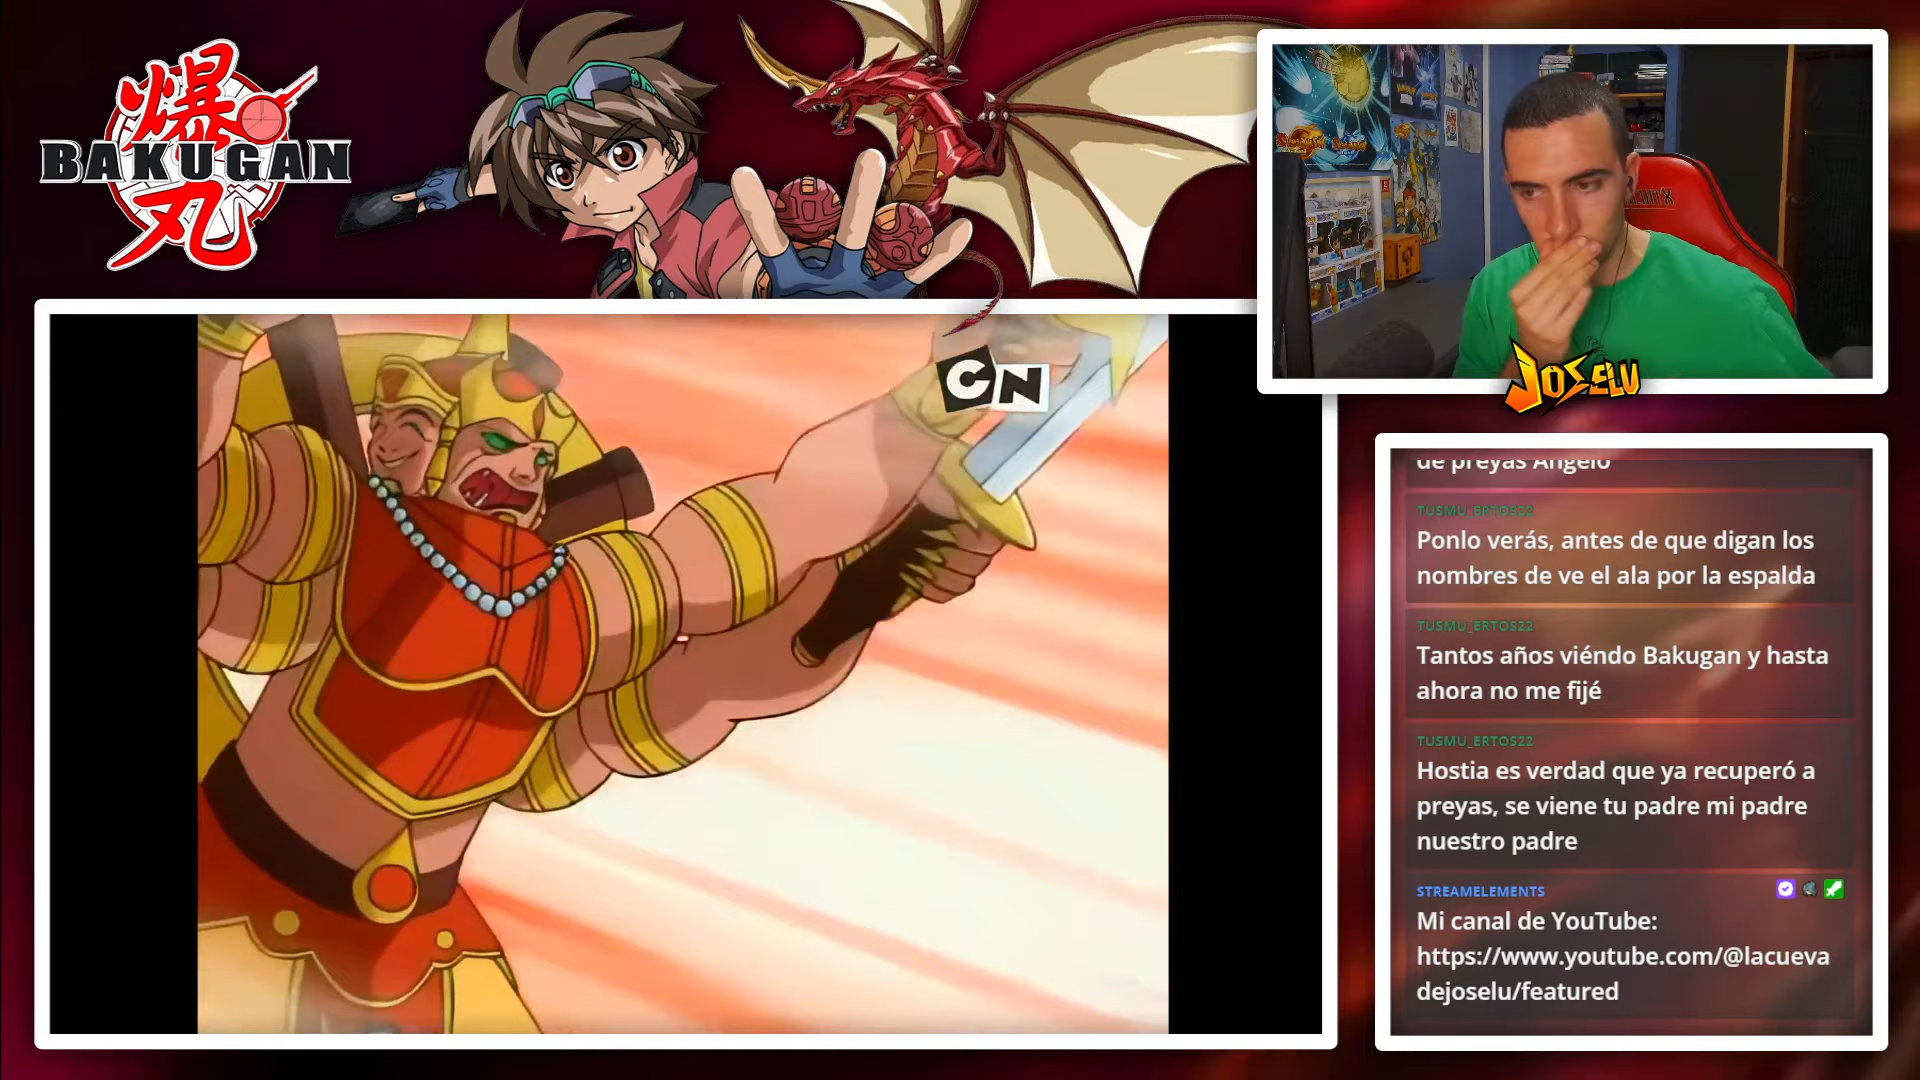 爆
BAKUGAN
丸
CN
JOSELU
de preyas Angelo
TUSMU_ERTOS22
Ponlo verás, antes de que digan los
nombres de ve el ala por la espalda
TUSMU_ERTOS22
Tantos años viéndo Bakugan y hasta
ahora no me fijé
TUSMU_ERTOS22
Hostia es verdad que ya recuperó a
preyas, se viene tu padre mi padre
nuestro padre
STREAMELEMENTS
Mi canal de YouTube:
https://www.youtube.com/@lacueva
dejoselu/featured